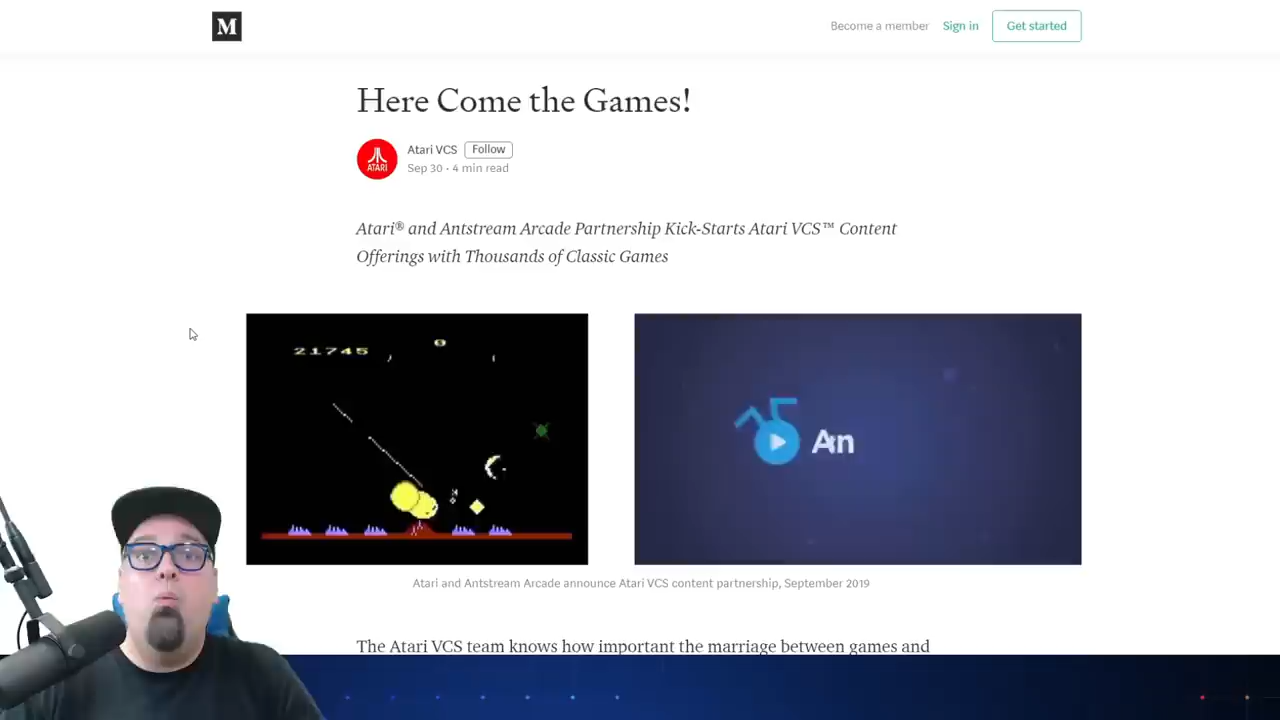 M
Become a member Sign in Get started
Here Come the Games!
ATARI
Atari VCS Follow
Sep 30 · 4 min read
Atari® and Antstream Arcade Partnership Kick-Starts Atari VCS™ Content
Offerings with Thousands of Classic Games
21745 0
An
Atari and Antstream Arcade announce Atari VCS content partnership, September 2019
The Atari VCS team knows how important the marriage between games and